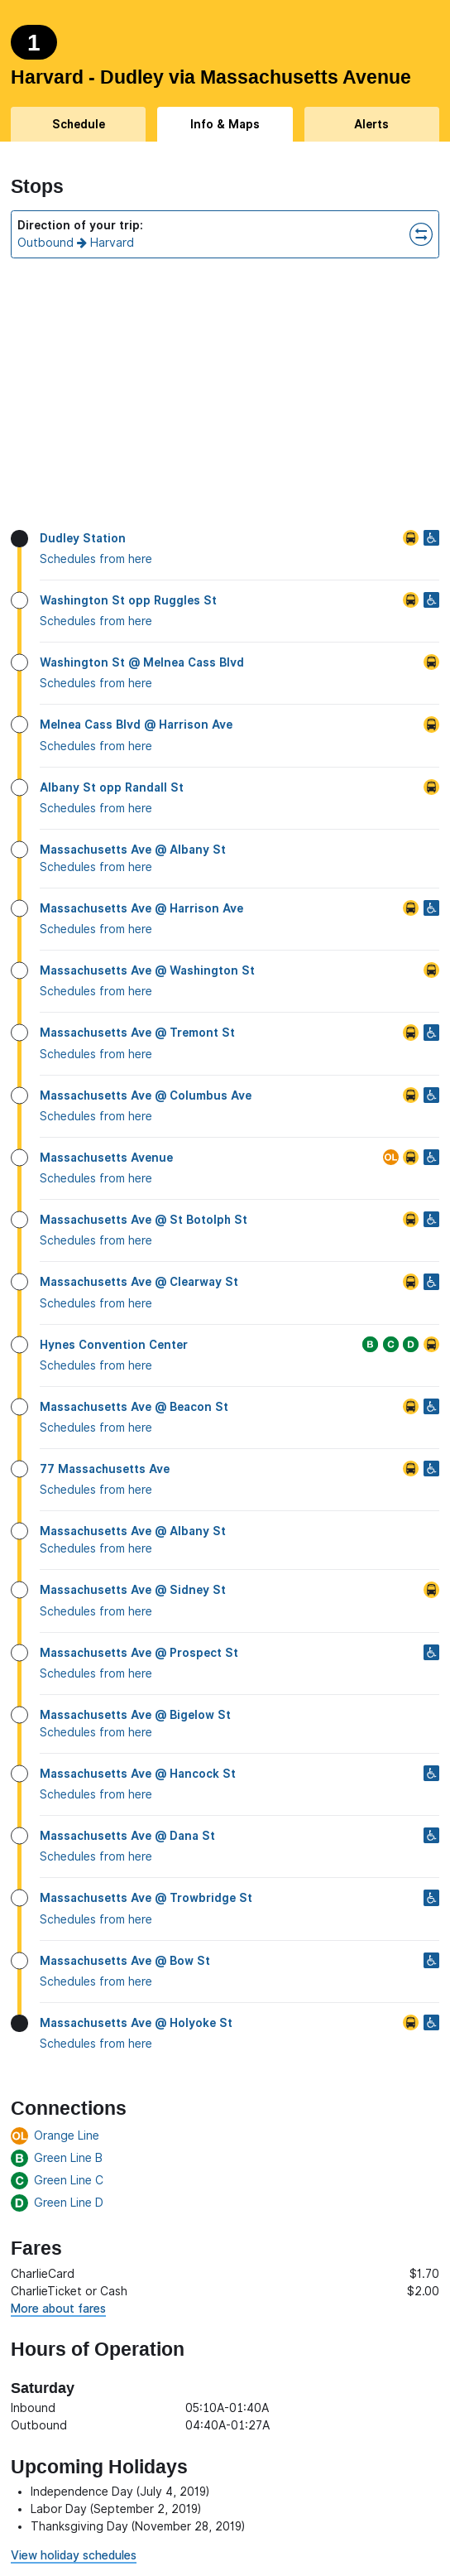 1
Harvard - Dudley via Massachusetts Avenue
Schedule
Info & Maps
Alerts
Stops
Direction of your trip:
Outbound → Harvard
Dudley Station
Schedules from here
Washington St opp Ruggles St
Schedules from here
Washington St @ Melnea Cass Blvd
Schedules from here
Melnea Cass Blvd @ Harrison Ave
Schedules from here
Albany St opp Randall St
Schedules from here
Massachusetts Ave @ Albany St
Schedules from here
Massachusetts Ave @ Harrison Ave
Schedules from here
Massachusetts Ave @ Washington St
Schedules from here
Massachusetts Ave @ Tremont St
Schedules from here
Massachusetts Ave @ Columbus Ave
Schedules from here
Massachusetts Avenue OL
Schedules from here
Massachusetts Ave @ St Botolph St
Schedules from here
Massachusetts Ave @ Clearway St
Schedules from here
Hynes Convention Center B C D
Schedules from here
Massachusetts Ave @ Beacon St
Schedules from here
77 Massachusetts Ave
Schedules from here
Massachusetts Ave @ Albany St
Schedules from here
Massachusetts Ave @ Sidney St
Schedules from here
Massachusetts Ave @ Prospect St
Schedules from here
Massachusetts Ave @ Bigelow St
Schedules from here
Massachusetts Ave @ Hancock St
Schedules from here
Massachusetts Ave @ Dana St
Schedules from here
Massachusetts Ave @ Trowbridge St
Schedules from here
Massachusetts Ave @ Bow St
Schedules from here
Massachusetts Ave @ Holyoke St
Schedules from here
Connections
OL Orange Line
B Green Line B
C Green Line C
D Green Line D
Fares
CharlieCard $1.70
CharlieTicket or Cash $2.00
More about fares
Hours of Operation
Saturday
Inbound 05:10A-01:40A
Outbound 04:40A-01:27A
Upcoming Holidays
• Independence Day (July 4, 2019)
• Labor Day (September 2, 2019)
• Thanksgiving Day (November 28, 2019)
View holiday schedules